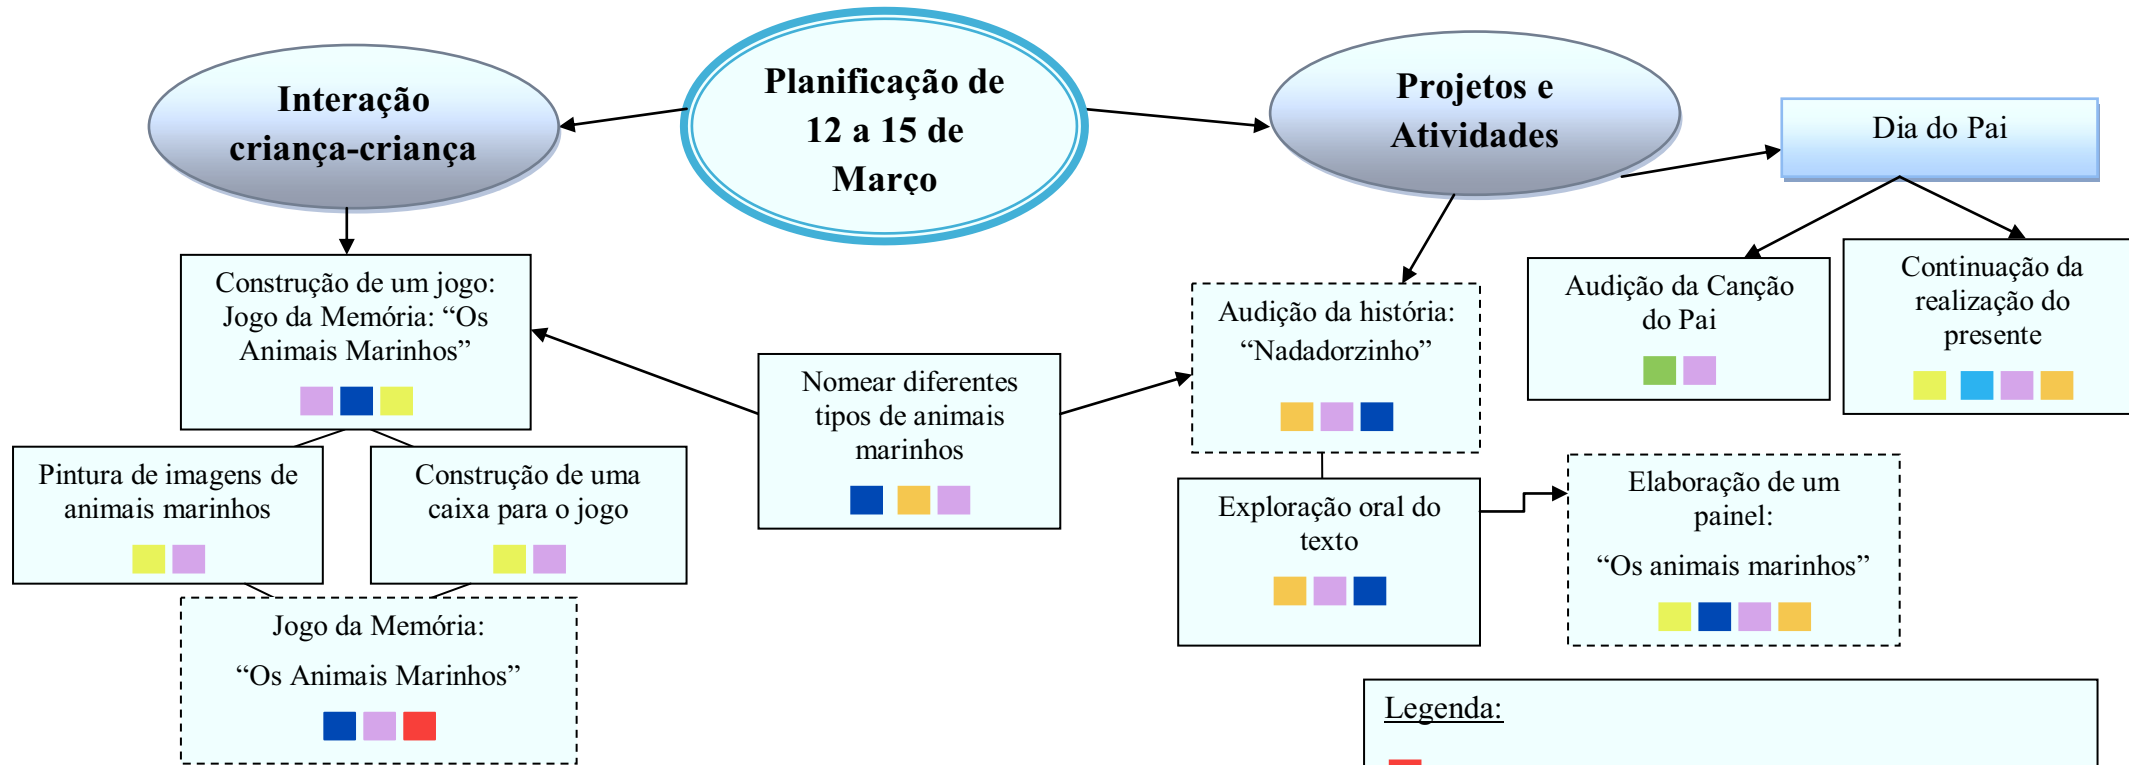 Planificação de
12 a 15 de
Março
Interação
criança-criança
Projetos e
Atividades
Dia do Pai
Construção de um jogo:
Jogo da Memória: “Os
Animais Marinhos”
Pintura de imagens de
animais marinhos
Construção de uma
caixa para o jogo
Jogo da Memória:
“Os Animais Marinhos”
Nomear diferentes
tipos de animais
marinhos
Audição da história:
“Nadadorzinho”
Exploração oral do
texto
Elaboração de um
painel:
“Os animais marinhos”
Audição da Canção
do Pai
Continuação da
realização do
presente
Legenda: